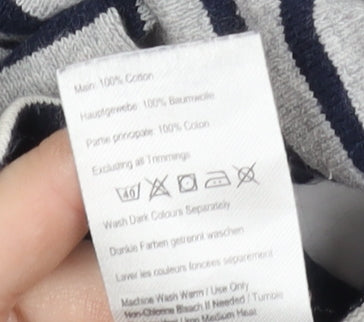 Main: 100% Cotton
Hauptgewebe: 100% Baumwolle
Partie principale: 100% Coton
Excluding all Trimmings
40
Wash Dark Colours Separately
Dunkle Farben getrennt waschen
Laver les couleurs foncées séparément
Machine Wash Warm / Use Only
Non-Chlorine Bleach If Needed / Tumble
Medium Heat